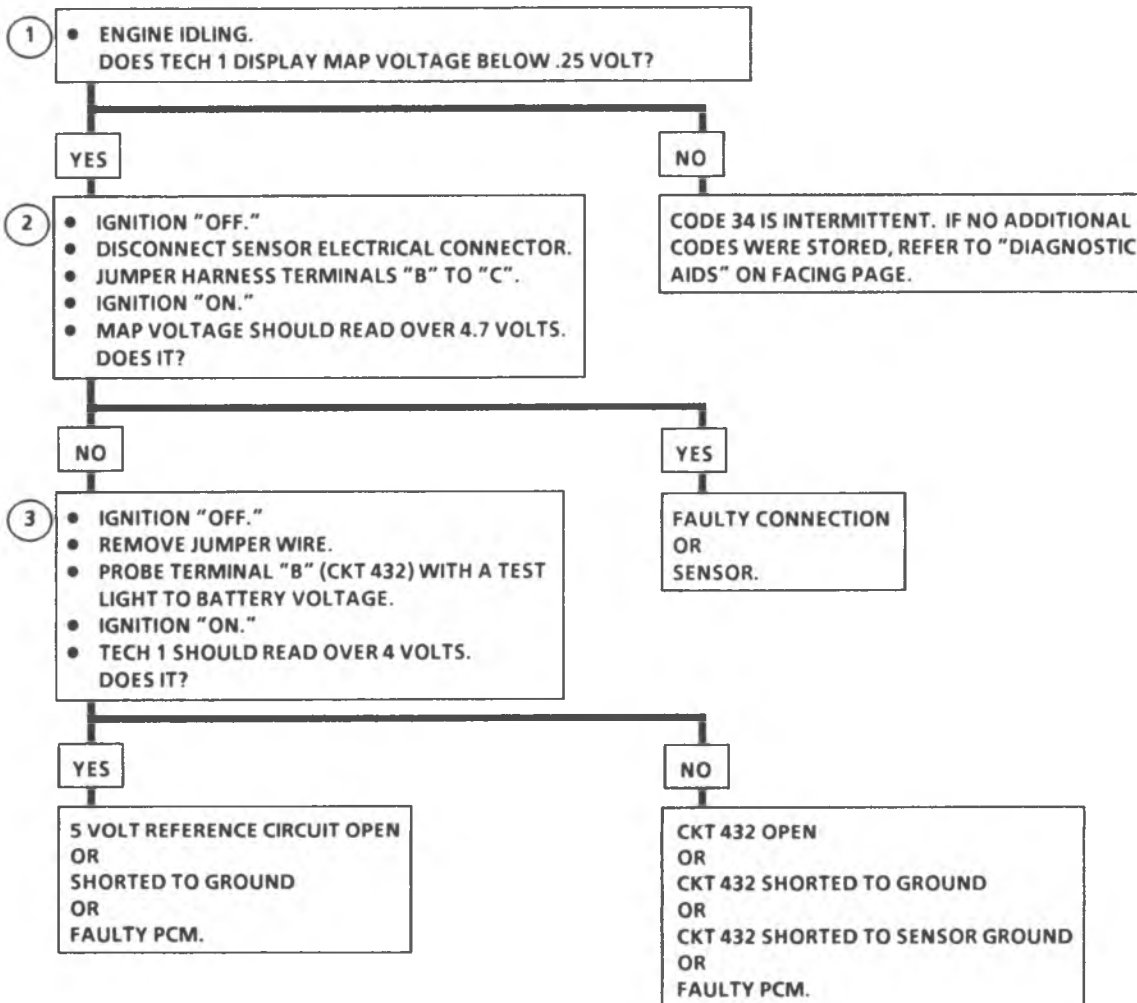 1
• ENGINE IDLING.
DOES TECH 1 DISPLAY MAP VOLTAGE BELOW .25 VOLT?
YES
NO
2
• IGNITION "OFF."
• DISCONNECT SENSOR ELECTRICAL CONNECTOR.
• JUMPER HARNESS TERMINALS "B" TO "C".
• IGNITION "ON."
• MAP VOLTAGE SHOULD READ OVER 4.7 VOLTS.
DOES IT?
CODE 34 IS INTERMITTENT. IF NO ADDITIONAL
CODES WERE STORED, REFER TO "DIAGNOSTIC
AIDS" ON FACING PAGE.
NO
YES
3
• IGNITION "OFF."
• REMOVE JUMPER WIRE.
• PROBE TERMINAL "B" (CKT 432) WITH A TEST
LIGHT TO BATTERY VOLTAGE.
• IGNITION "ON."
• TECH 1 SHOULD READ OVER 4 VOLTS.
DOES IT?
FAULTY CONNECTION
OR
SENSOR.
YES
NO
5 VOLT REFERENCE CIRCUIT OPEN
OR
SHORTED TO GROUND
OR
FAULTY PCM.
CKT 432 OPEN
OR
CKT 432 SHORTED TO GROUND
OR
CKT 432 SHORTED TO SENSOR GROUND
OR
FAULTY PCM.